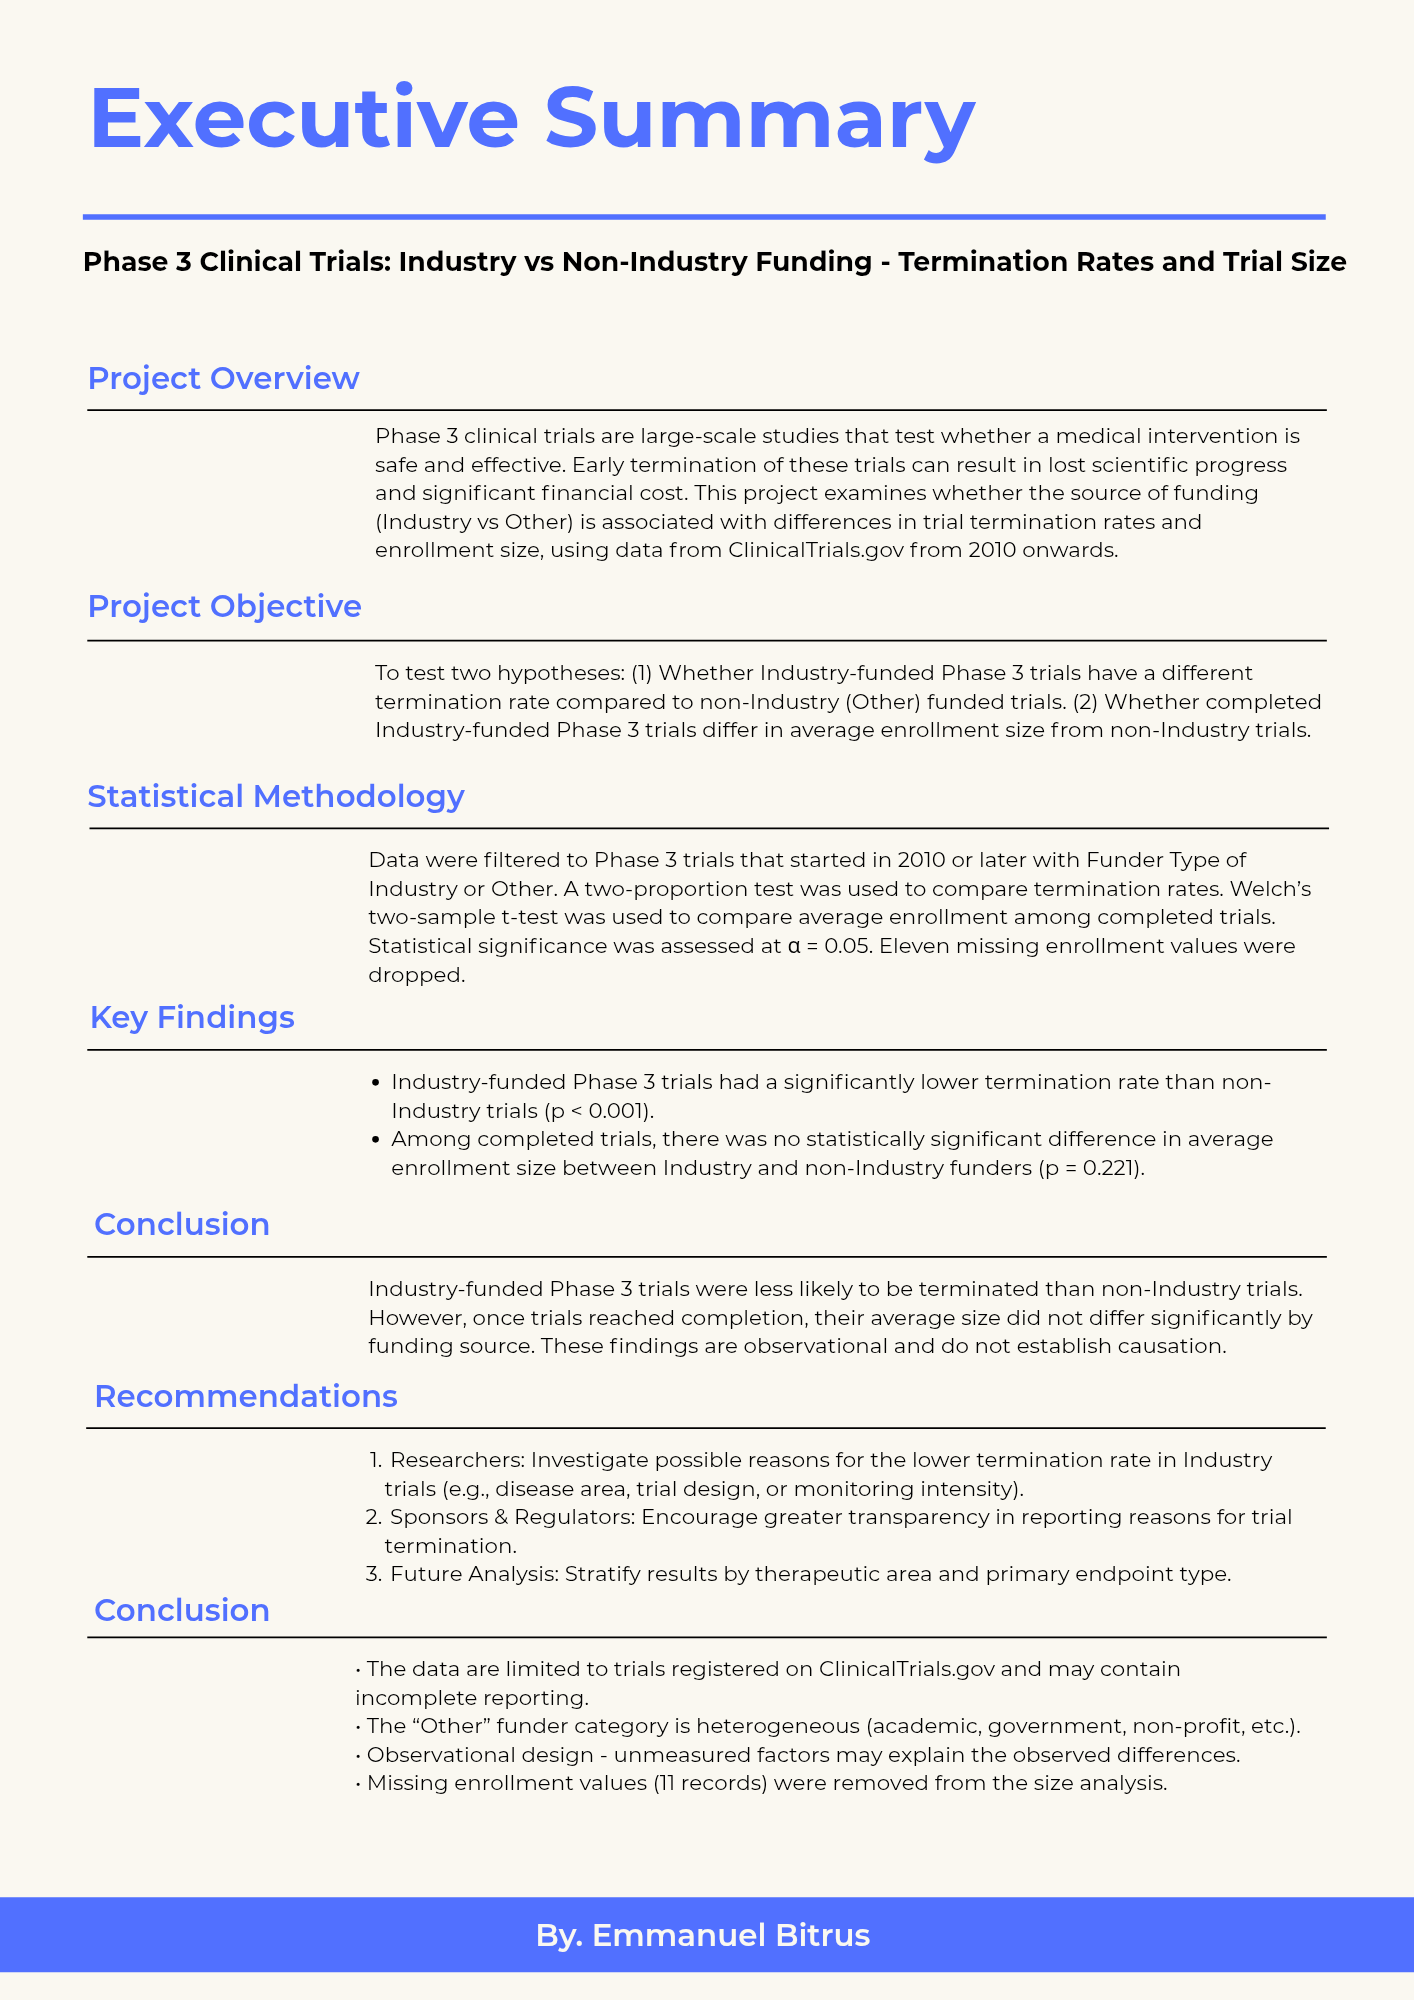 Executive Summary
Phase 3 Clinical Trials: Industry vs Non-Industry Funding - Termination Rates and Trial Size
Project Overview
Phase 3 clinical trials are large-scale studies that test whether a medical intervention is
safe and effective. Early termination of these trials can result in lost scientific progress
and significant financial cost. This project examines whether the source of funding
(Industry vs Other) is associated with differences in trial termination rates and
enrollment size, using data from ClinicalTrials.gov from 2010 onwards.
Project Objective
To test two hypotheses: (1) Whether Industry-funded Phase 3 trials have a different
termination rate compared to non-Industry (Other) funded trials. (2) Whether completed
Industry-funded Phase 3 trials differ in average enrollment size from non-Industry trials.
Statistical Methodology
Data were filtered to Phase 3 trials that started in 2010 or later with Funder Type of
Industry or Other. A two-proportion test was used to compare termination rates. Welch’s
two-sample t-test was used to compare average enrollment among completed trials.
Statistical significance was assessed at α = 0.05. Eleven missing enrollment values were
dropped.
Key Findings
• Industry-funded Phase 3 trials had a significantly lower termination rate than non-
Industry trials (p < 0.001).
• Among completed trials, there was no statistically significant difference in average
enrollment size between Industry and non-Industry funders (p = 0.221).
Conclusion
Industry-funded Phase 3 trials were less likely to be terminated than non-Industry trials.
However, once trials reached completion, their average size did not differ significantly by
funding source. These findings are observational and do not establish causation.
Recommendations
1. Researchers: Investigate possible reasons for the lower termination rate in Industry
trials (e.g., disease area, trial design, or monitoring intensity).
2. Sponsors & Regulators: Encourage greater transparency in reporting reasons for trial
termination.
3. Future Analysis: Stratify results by therapeutic area and primary endpoint type.
Conclusion
• The data are limited to trials registered on ClinicalTrials.gov and may contain
incomplete reporting.
• The “Other” funder category is heterogeneous (academic, government, non-profit, etc.).
• Observational design - unmeasured factors may explain the observed differences.
• Missing enrollment values (11 records) were removed from the size analysis.
By. Emmanuel Bitrus